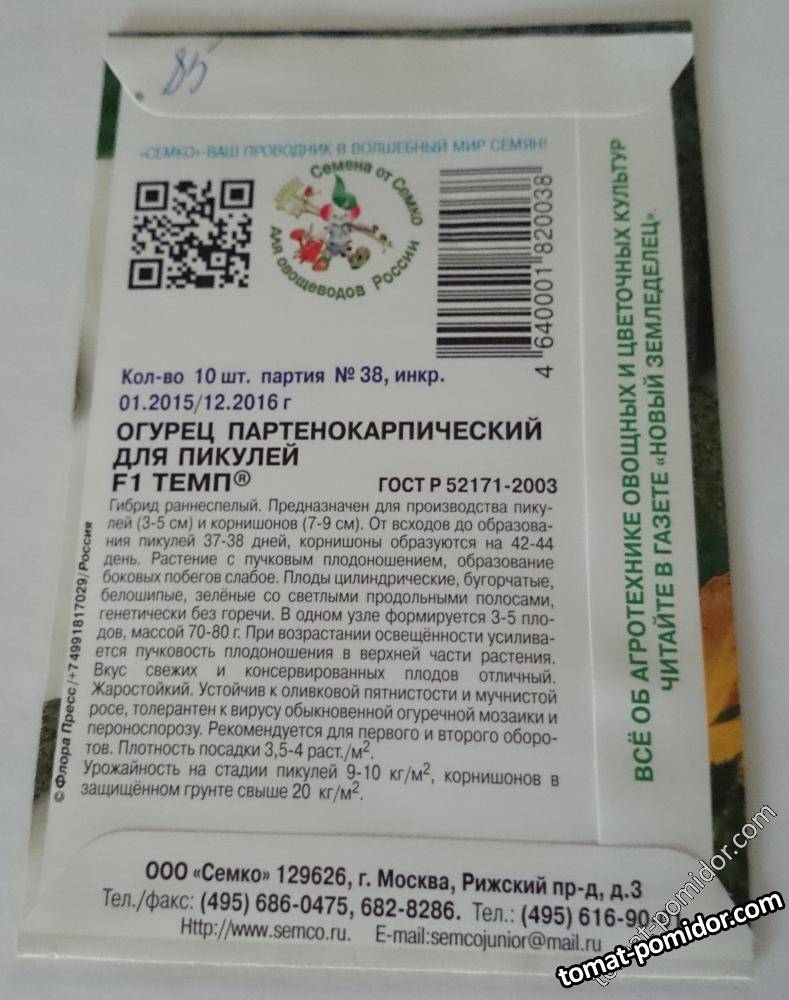 85
«СЕМКО»-ВАШ ПРОВОДНИК В ВОЛШЕБНЫЙ МИР СЕМЯН!
Семена от Семко
Для овощеводов России
4 640001 820038
Кол-во 10 шт. партия № 38, инкр.
01.2015/12.2016 г
ОГУРЕЦ ПАРТЕНОКАРПИЧЕСКИЙ
ДЛЯ ПИКУЛЕЙ
F1 ТЕМП® ГОСТ Р 52171-2003
Гибрид раннеспелый. Предназначен для производства пику-
лей (3-5 см) и корнишонов (7-9 см). От всходов до образова-
ния пикулей 37-38 дней, корнишоны образуются на 42-44
день. Растение с пучковым плодоношением, образование
боковых побегов слабое. Плоды цилиндрические, бугорчатые,
белошипые, зелёные со светлыми продольными полосами,
генетически без горечи. В одном узле формируется 3-5 пло-
дов, массой 70-80 г. При возрастании освещённости усилива-
ется пучковость плодоношения в верхней части растения.
Вкус свежих и консервированных плодов отличный.
Жаростойкий. Устойчив к оливковой пятнистости и мучнистой
росе, толерантен к вирусу обыкновенной огуречной мозаики и
пероноспорозу. Рекомендуется для первого и второго оборо-
тов. Плотность посадки 3,5-4 раст./м².
Урожайность на стадии пикулей 9-10 кг/м², корнишонов в
защищённом грунте свыше 20 кг/м².
© Флора Пресс/+74991817029/Россия
ВСЁ ОБ АГРОТЕХНИКЕ ОВОЩНЫХ И ЦВЕТОЧНЫХ КУЛЬТУР
ЧИТАЙТЕ В ГАЗЕТЕ «НОВЫЙ ЗЕМЛЕДЕЛЕЦ».
ООО «Семко» 129626, г. Москва, Рижский пр-д, д.3
Тел./факс: (495) 686-0475, 682-8286. Тел.: (495) 616-90
Http://www.semco.ru. E-mail:semcojunior@mail.ru
tomat-pomidor.com
tomat-pomidor.com